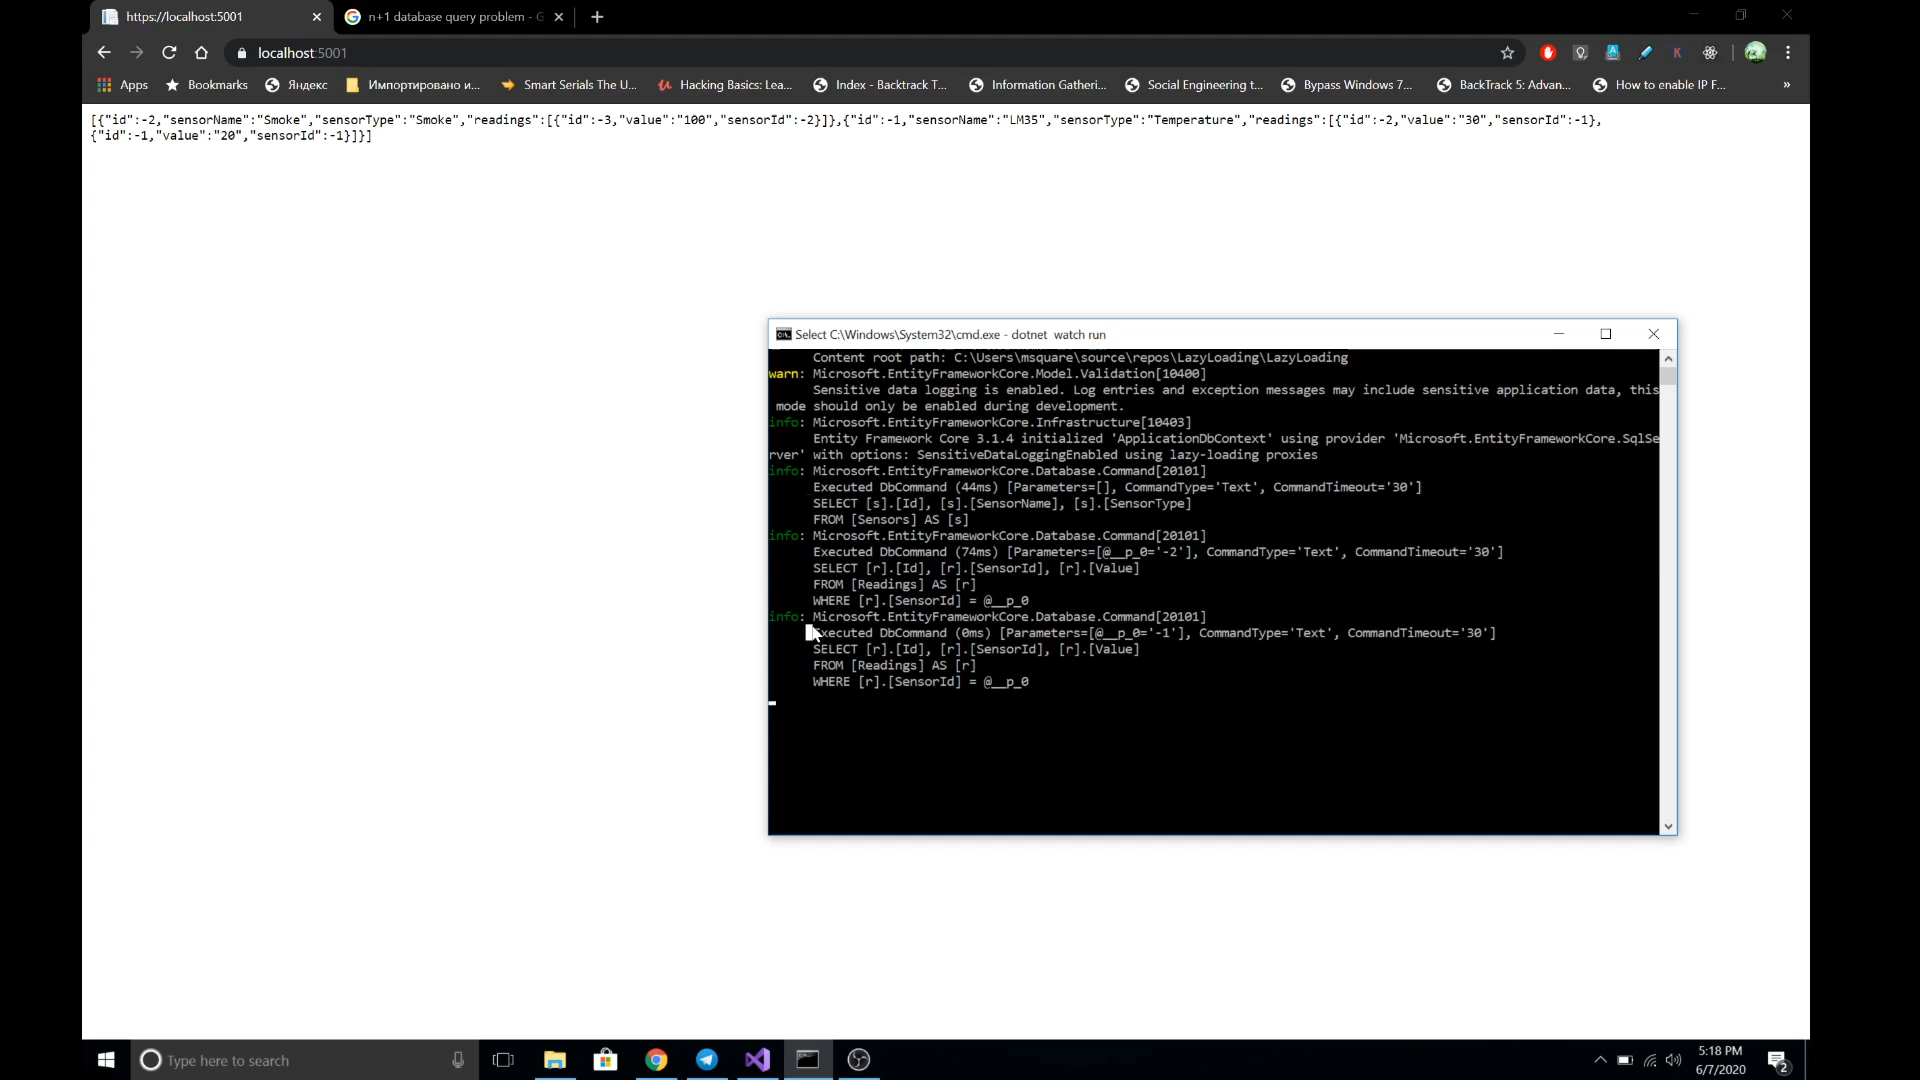 https://localhost:5001
n+1 database query problem - G
localhost:5001
Apps
Bookmarks
Яндекс
Импортировано и...
Smart Serials The U...
Hacking Basics: Lea...
Index - Backtrack T...
Information Gatheri...
Social Engineering t...
Bypass Windows 7...
BackTrack 5: Advan...
How to enable IP F...
»
[{"id":-2,"sensorName":"Smoke","sensorType":"Smoke","readings":[{"id":-3,"value":"100","sensorId":-2}]},{"id":-1,"sensorName":"LM35","sensorType":"Temperature","readings":[{"id":-2,"value":"30","sensorId":-1},
{"id":-1,"value":"20","sensorId":-1}]}]
Select C:\Windows\System32\cmd.exe - dotnet watch run
Content root path: C:\Users\msquare\source\repos\LazyLoading\LazyLoading
warn: Microsoft.EntityFrameworkCore.Model.Validation[10400]
Sensitive data logging is enabled. Log entries and exception messages may include sensitive application data, this
mode should only be enabled during development.
info: Microsoft.EntityFrameworkCore.Infrastructure[10403]
Entity Framework Core 3.1.4 initialized 'ApplicationDbContext' using provider 'Microsoft.EntityFrameworkCore.SqlSe
rver' with options: SensitiveDataLoggingEnabled using lazy-loading proxies
info: Microsoft.EntityFrameworkCore.Database.Command[20101]
Executed DbCommand (44ms) [Parameters=[], CommandType='Text', CommandTimeout='30']
SELECT [s].[Id], [s].[SensorName], [s].[SensorType]
FROM [Sensors] AS [s]
info: Microsoft.EntityFrameworkCore.Database.Command[20101]
Executed DbCommand (74ms) [Parameters=[@__p_0='-2'], CommandType='Text', CommandTimeout='30']
SELECT [r].[Id], [r].[SensorId], [r].[Value]
FROM [Readings] AS [r]
WHERE [r].[SensorId] = @__p_0
info: Microsoft.EntityFrameworkCore.Database.Command[20101]
Executed DbCommand (0ms) [Parameters=[@__p_0='-1'], CommandType='Text', CommandTimeout='30']
SELECT [r].[Id], [r].[SensorId], [r].[Value]
FROM [Readings] AS [r]
WHERE [r].[SensorId] = @__p_0
Type here to search
5:18 PM
6/7/2020
2